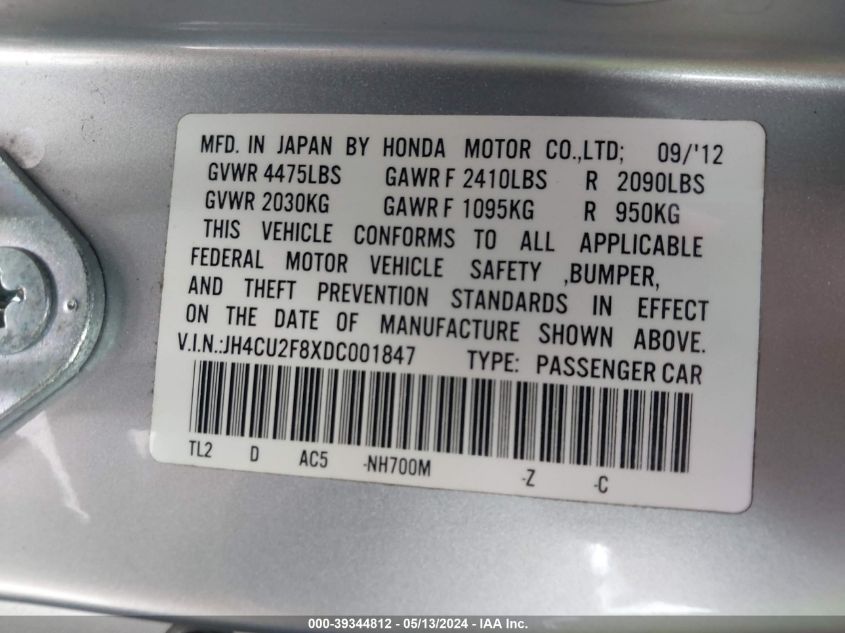 MFD. IN JAPAN BY HONDA MOTOR CO.,LTD; 09/'12
GVWR 4475LBS GAWR F 2410LBS R 2090LBS
GVWR 2030KG GAWR F 1095KG R 950KG
THIS VEHICLE CONFORMS TO ALL APPLICABLE
FEDERAL MOTOR VEHICLE SAFETY ,BUMPER,
AND THEFT PREVENTION STANDARDS IN EFFECT
ON THE DATE OF MANUFACTURE SHOWN ABOVE.
V.I.N.:JH4CU2F8XDC001847 TYPE: PASSENGER CAR
TL2 D AC5 -NH700M -Z -C
000-39344812 - 05/13/2024 - IAA Inc.